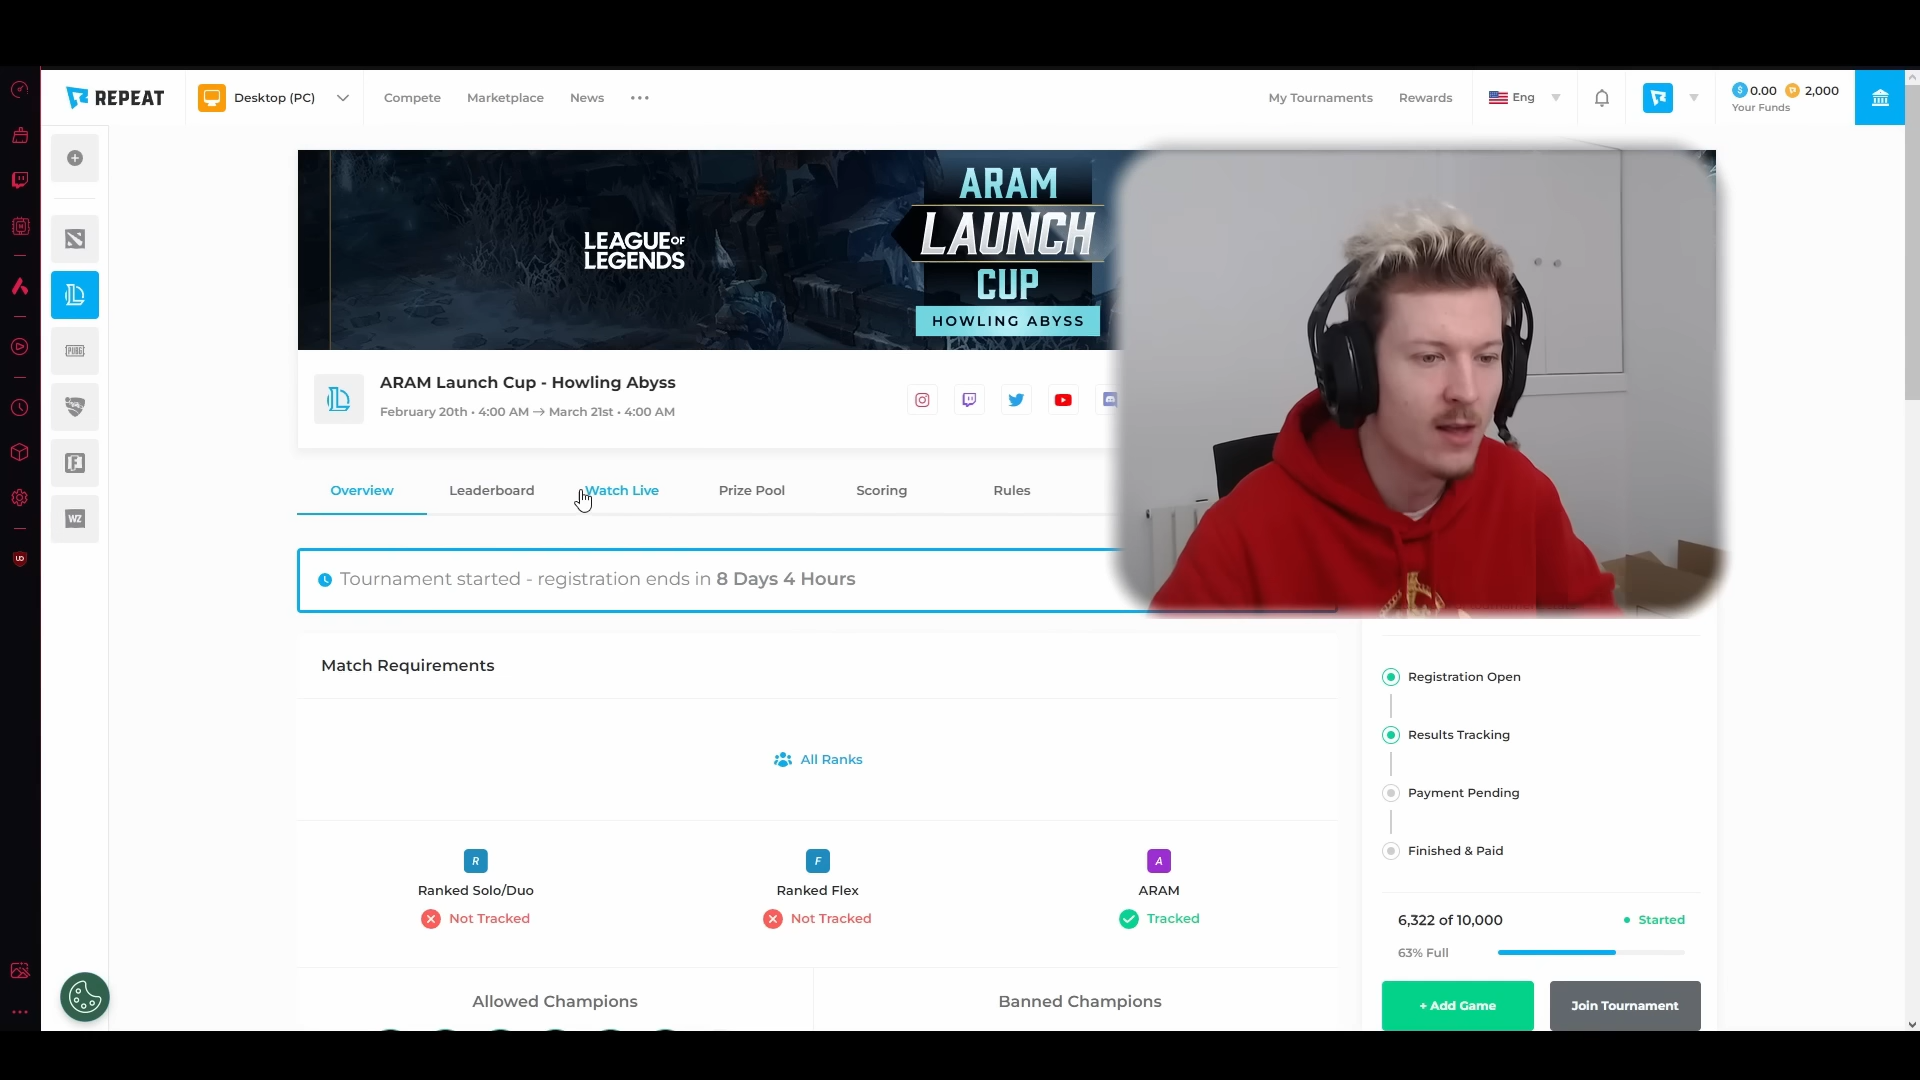 REPEAT
Desktop (PC)
Compete
Marketplace
News
My Tournaments
Rewards
Eng
$ 0.00
2,000
Your Funds
LEAGUE OF
LEGENDS
ARAM
LAUNCH
CUP
HOWLING ABYSS
ARAM Launch Cup - Howling Abyss
February 20th • 4:00 AM → March 21st • 4:00 AM
Overview
Leaderboard
Watch Live
Prize Pool
Scoring
Rules
PUBG
WZ
UD
Tournament started - registration ends in 8 Days 4 Hours
Match Requirements
All Ranks
R
Ranked Solo/Duo
Not Tracked
F
Ranked Flex
Not Tracked
A
ARAM
Tracked
Allowed Champions
Banned Champions
Registration Open
Results Tracking
Payment Pending
Finished & Paid
6,322 of 10,000
• Started
63% Full
+ Add Game
Join Tournament